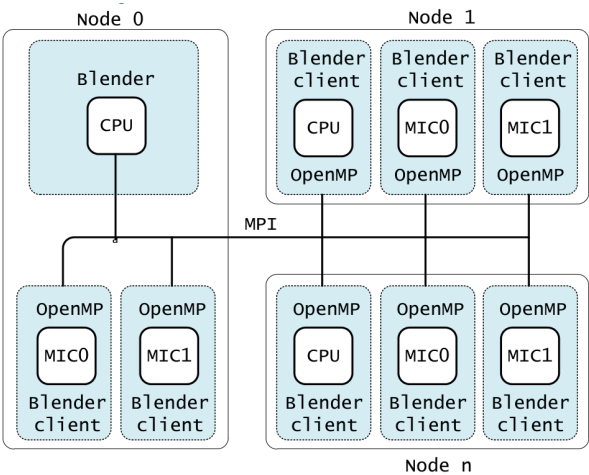 Node 0
Blender
CPU
OpenMP
MIC0
Blender
client
OpenMP
MIC1
Blender
client
MPI
Node 1
Blender
client
CPU
OpenMP
Blender
client
MIC0
OpenMP
Blender
client
MIC1
OpenMP
OpenMP
CPU
Blender
client
OpenMP
MIC0
Blender
client
OpenMP
MIC1
Blender
client
Node n